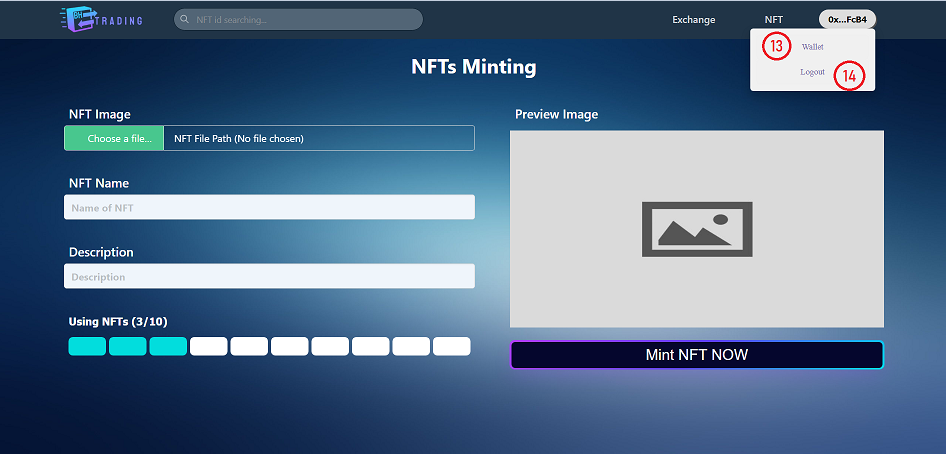 BH TRADING
NFT id searching...
Exchange
NFT
0x...FcB4
13
Wallet
Logout
14
NFTs Minting
NFT Image
Choose a file...
NFT File Path (No file chosen)
NFT Name
Name of NFT
Description
Description
Using NFTs (3/10)
Preview Image
Mint NFT NOW